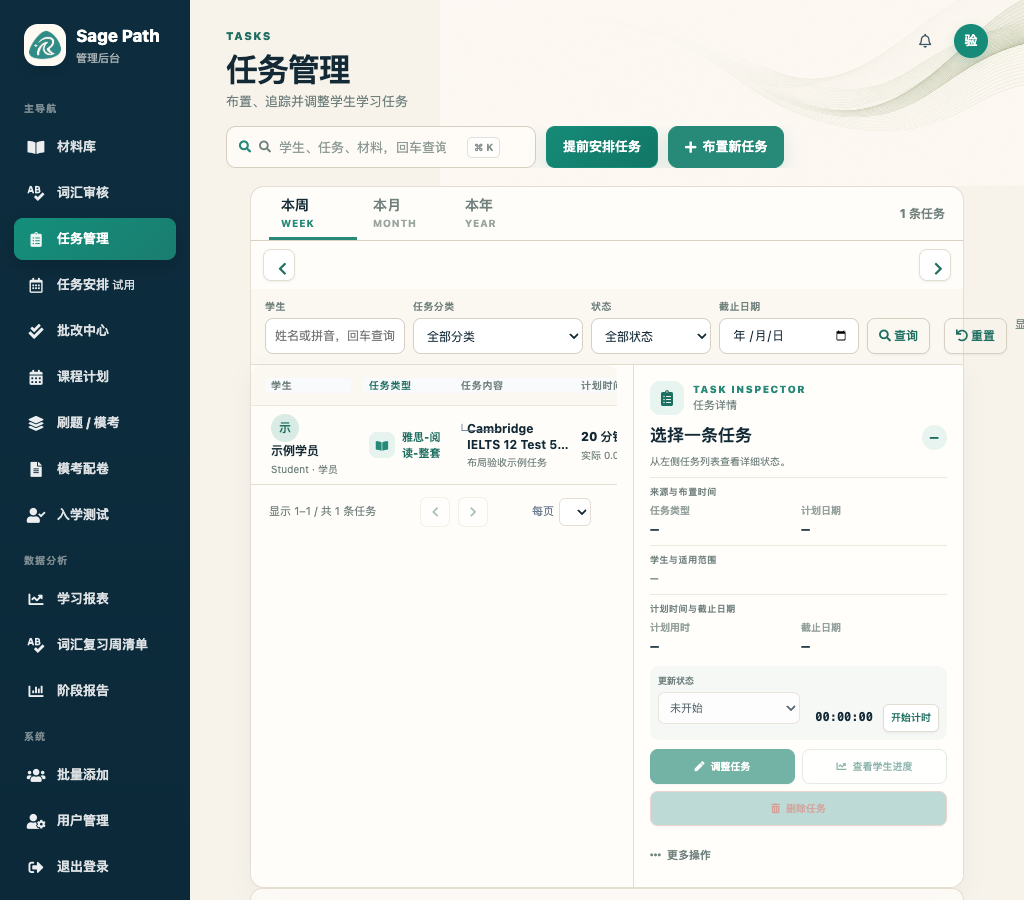 Sage Path
管理后台
主导航
材料库
词汇审核
任务管理
任务安排 试用
批改中心
课程计划
刷题 / 模考
模考配卷
入学测试
数据分析
学习报表
词汇复习周清单
阶段报告
系统
批量添加
用户管理
退出登录
TASKS
任务管理
布置、追踪并调整学生学习任务
验
学生、任务、材料，回车查询
⌘ K
提前安排任务
布置新任务
本周
WEEK
本月
MONTH
本年
YEAR
1 条任务
学生
任务分类
状态
截止日期
姓名或拼音，回车查询
全部分类
全部状态
年 /月/日
查询
重置
学生
任务类型
任务内容
计划时间
示
示例学员
Student · 学员
雅思-阅
读-整套
Cambridge
IELTS 12 Test 5...
布局验收示例任务
20 分钟
实际 0.0
显示 1–1 / 共 1 条任务
每页
TASK INSPECTOR
任务详情
选择一条任务
从左侧任务列表查看详细状态。
来源与布置时间
任务类型
计划日期
—
—
学生与适用范围
—
计划时间与截止日期
计划用时
截止日期
—
—
更新状态
未开始
00:00:00
开始计时
调整任务
查看学生进度
删除任务
更多操作